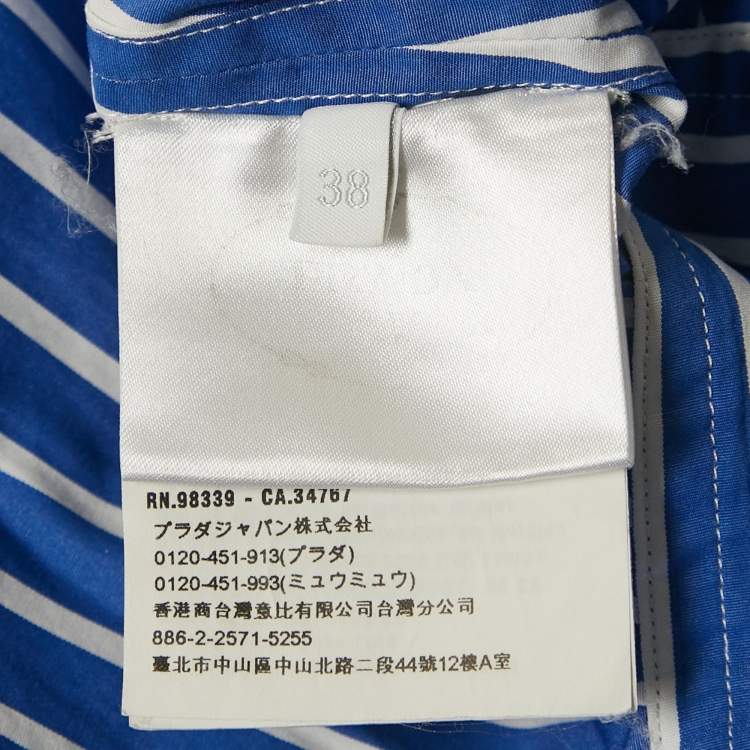 38
RN.98339 - CA.34767
プラダジャパン株式会社
0120-451-913(プラダ)
0120-451-993(ミュウミュウ)
香港商台灣意比有限公司台灣分公司
886-2-2571-5255
臺北市中山區中山北路二段44號12樓A室